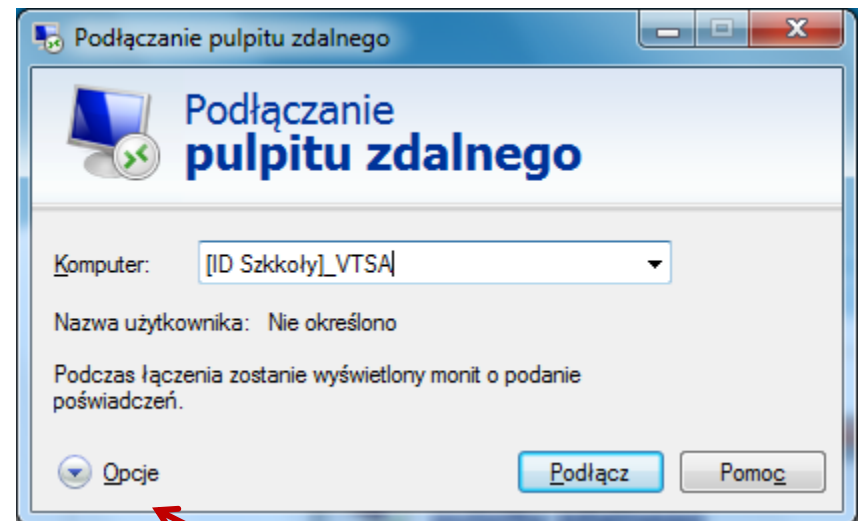 Podłączanie pulpitu zdalnego
Podłączanie
pulpitu zdalnego
Komputer: [ID Szkkoły]_VTSA
Nazwa użytkownika: Nie określono
Podczas łączenia zostanie wyświetlony monit o podanie
poświadczeń.
Opcje Podłącz Pomoc